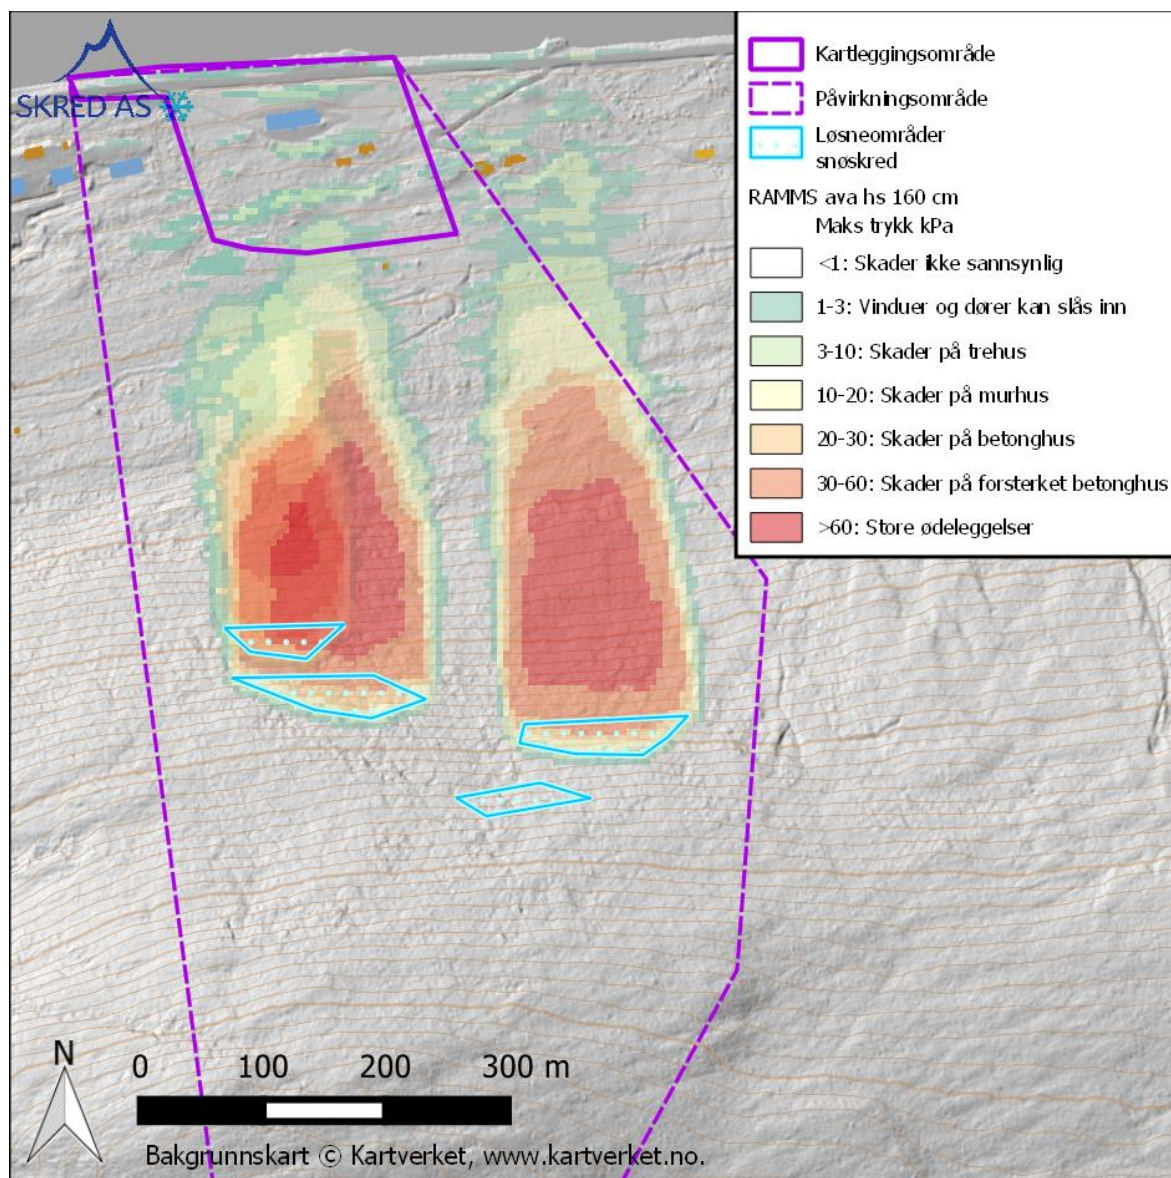 SKRED AS
Kartleggingsområde
Påvirkningsområde
Løsneområder
snøskred
RAMMS ava hs 160 cm
Maks trykk kPa
<1: Skader ikke sannsynlig
1-3: Vinduer og dører kan slås inn
3-10: Skader på trehus
10-20: Skader på murhus
20-30: Skader på betonghus
30-60: Skader på forsterket betonghus
>60: Store ødeleggelser
N
0 100 200 300 m
Bakgrunnskart © Kartverket, www.kartverket.no.